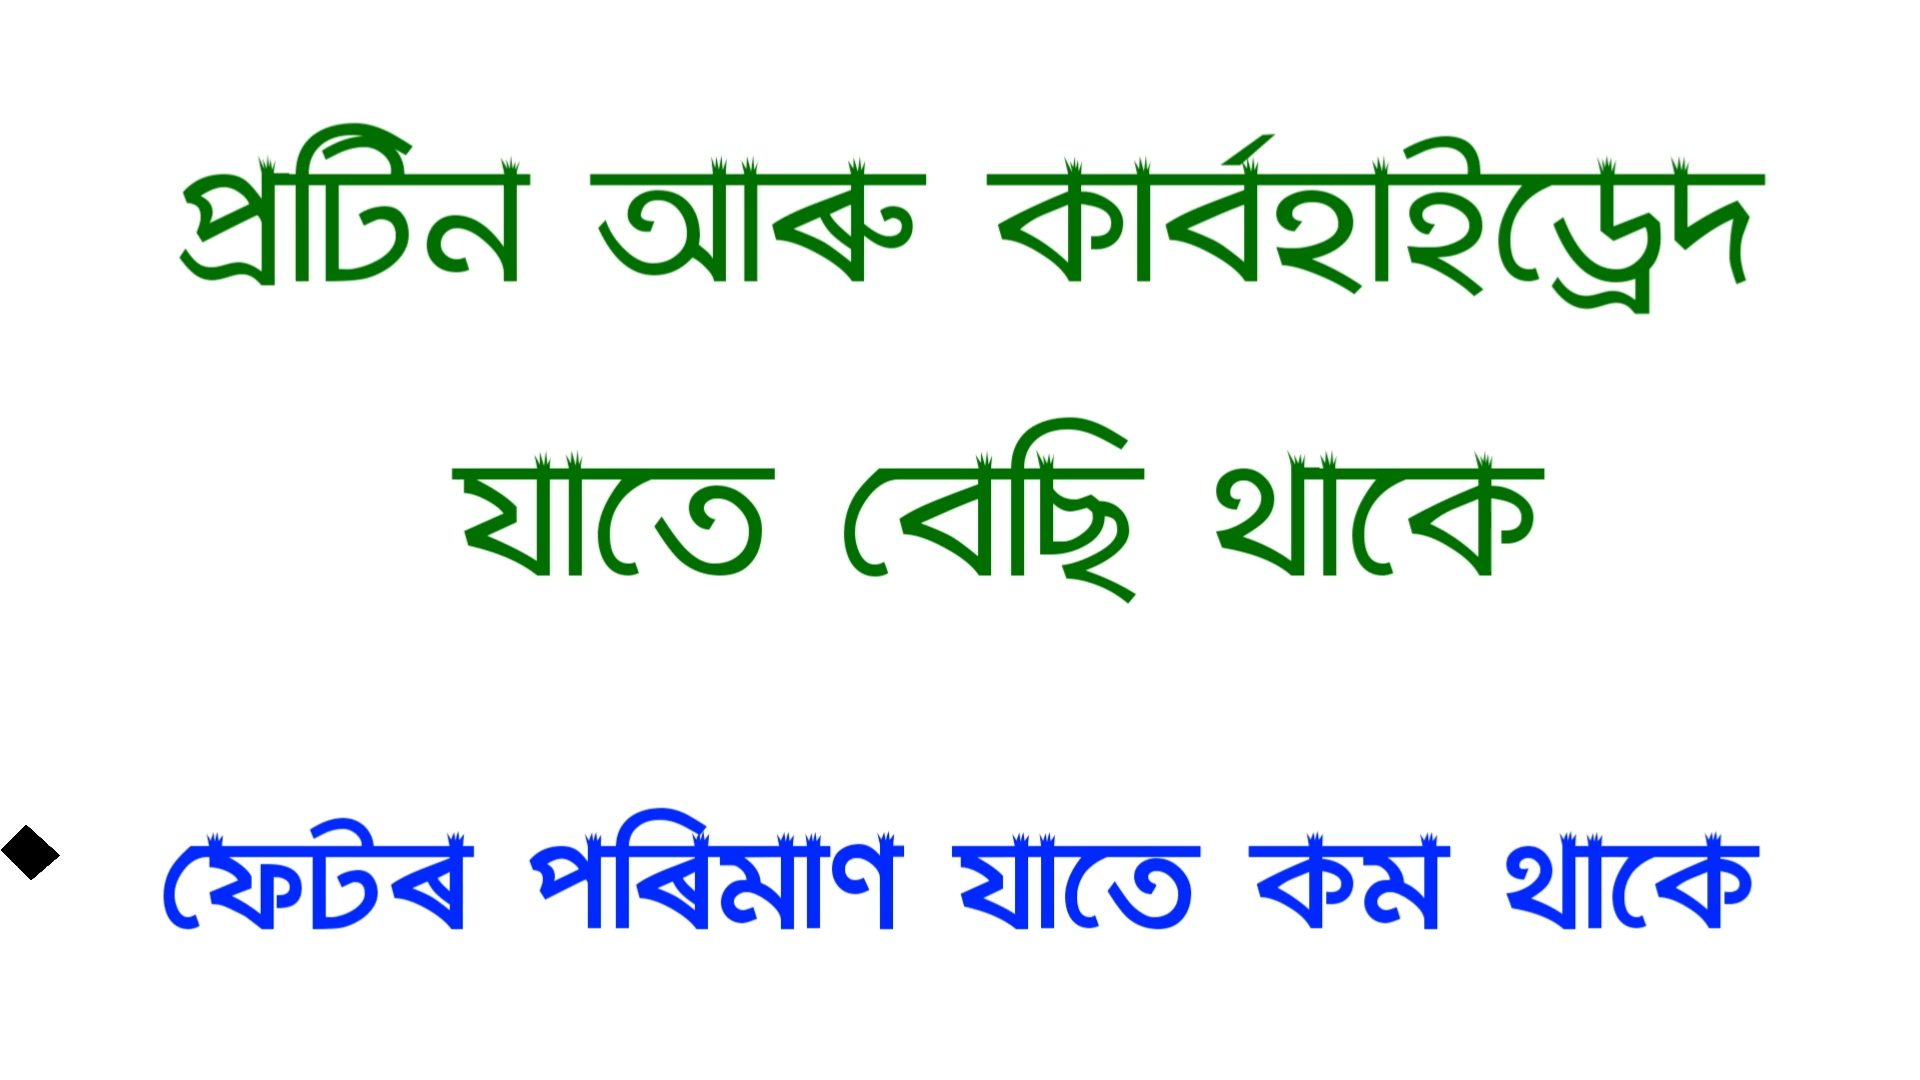 প্ৰটিন আৰু কাৰ্বহাইড্ৰেদ
যাতে বেছি থাকে
ফেটৰ পৰিমাণ যাতে কম থাকে